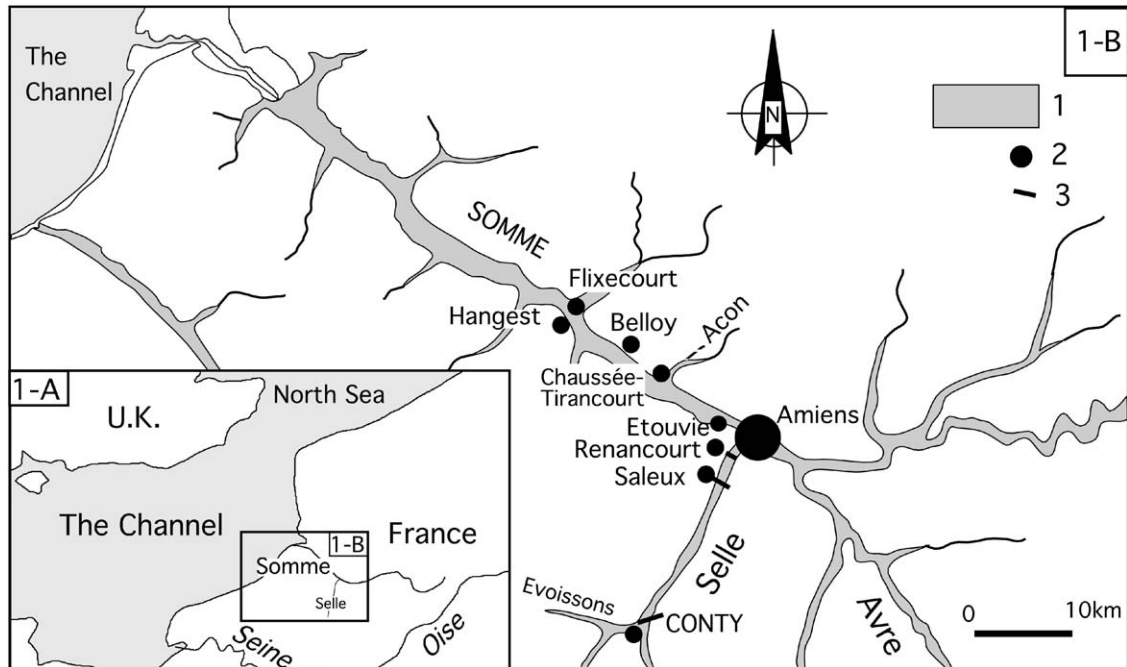 The
Channel
1-B
1
2
3
N
SOMME
Flixecourt
Hangest
Belloy
Acon
Chaussée-
Tirancourt
Etouvie
Amiens
Renancourt
Saleux
Selle
Avre
Evoissons
CONTY
0 10km
1-A
U.K.
North Sea
The Channel
France
1-B
Somme
Selle
Seine
Oise